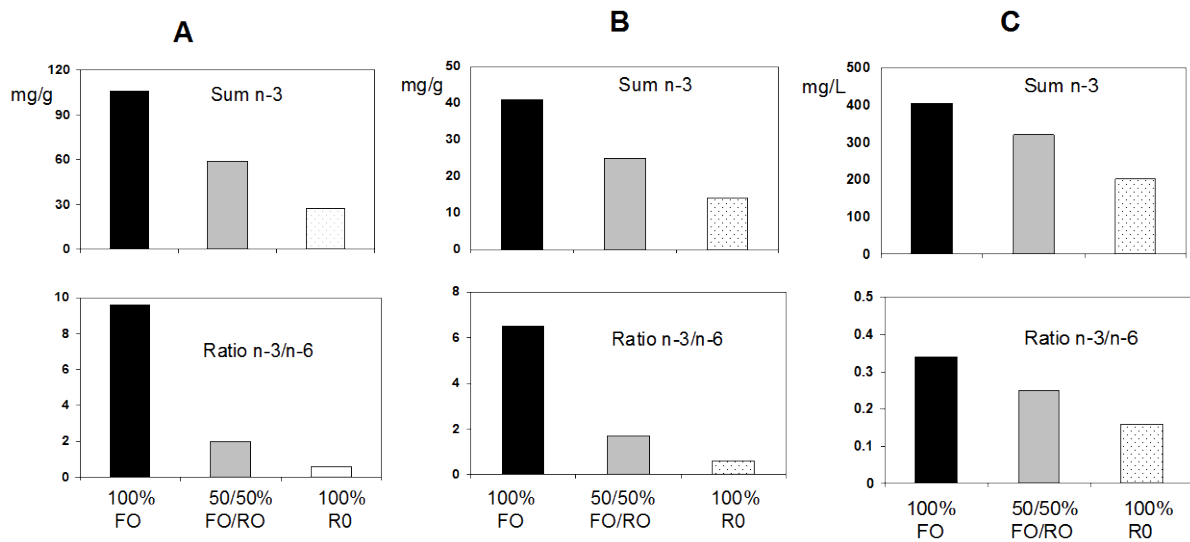 A
120
mg/g
90
60
30
0
Sum n-3
10
8
6
4
2
0
Ratio n-3/n-6
100%
FO
50/50%
FO/RO
100%
R0
B
50
mg/g
40
30
20
10
0
Sum n-3
8
6
4
2
0
Ratio n-3/n-6
100%
FO
50/50%
FO/RO
100%
R0
C
500
mg/L
400
300
200
100
0
Sum n-3
0.5
0.4
0.3
0.2
0.1
0
Ratio n-3/n-6
100%
FO
50/50%
FO/RO
100%
R0